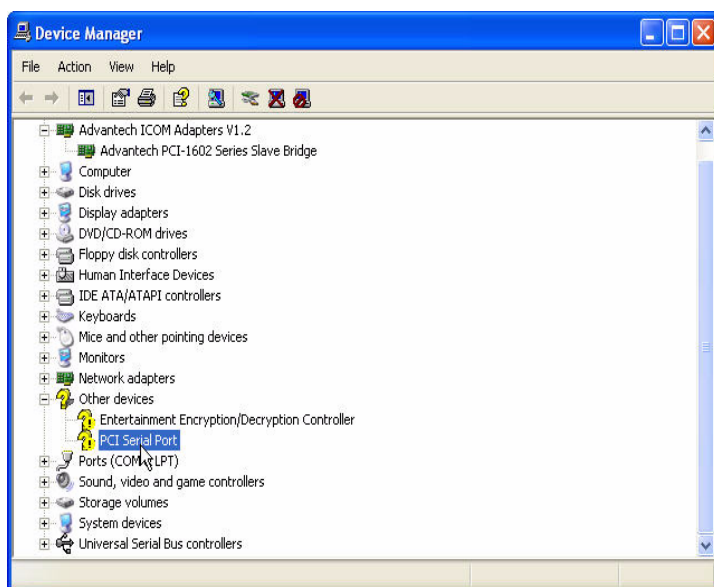 Device Manager
File Action View Help
Advantech ICOM Adapters V1.2
Advantech PCI-1602 Series Slave Bridge
Computer
Disk drives
Display adapters
DVD/CD-ROM drives
Floppy disk controllers
Human Interface Devices
IDE ATA/ATAPI controllers
Keyboards
Mice and other pointing devices
Monitors
Network adapters
Other devices
Entertainment Encryption/Decryption Controller
PCI Serial Port
Ports (COM & LPT)
Sound, video and game controllers
Storage volumes
System devices
Universal Serial Bus controllers